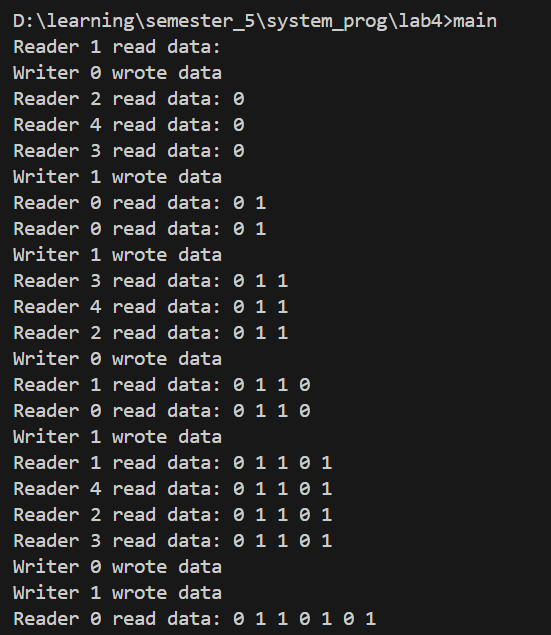 D:\learning\semester_5\system_prog\lab4>main
Reader 1 read data:
Writer 0 wrote data
Reader 2 read data: 0
Reader 4 read data: 0
Reader 3 read data: 0
Writer 1 wrote data
Reader 0 read data: 0 1
Reader 0 read data: 0 1
Writer 1 wrote data
Reader 3 read data: 0 1 1
Reader 4 read data: 0 1 1
Reader 2 read data: 0 1 1
Writer 0 wrote data
Reader 1 read data: 0 1 1 0
Reader 0 read data: 0 1 1 0
Writer 1 wrote data
Reader 1 read data: 0 1 1 0 1
Reader 4 read data: 0 1 1 0 1
Reader 2 read data: 0 1 1 0 1
Reader 3 read data: 0 1 1 0 1
Writer 0 wrote data
Writer 1 wrote data
Reader 0 read data: 0 1 1 0 1 0 1